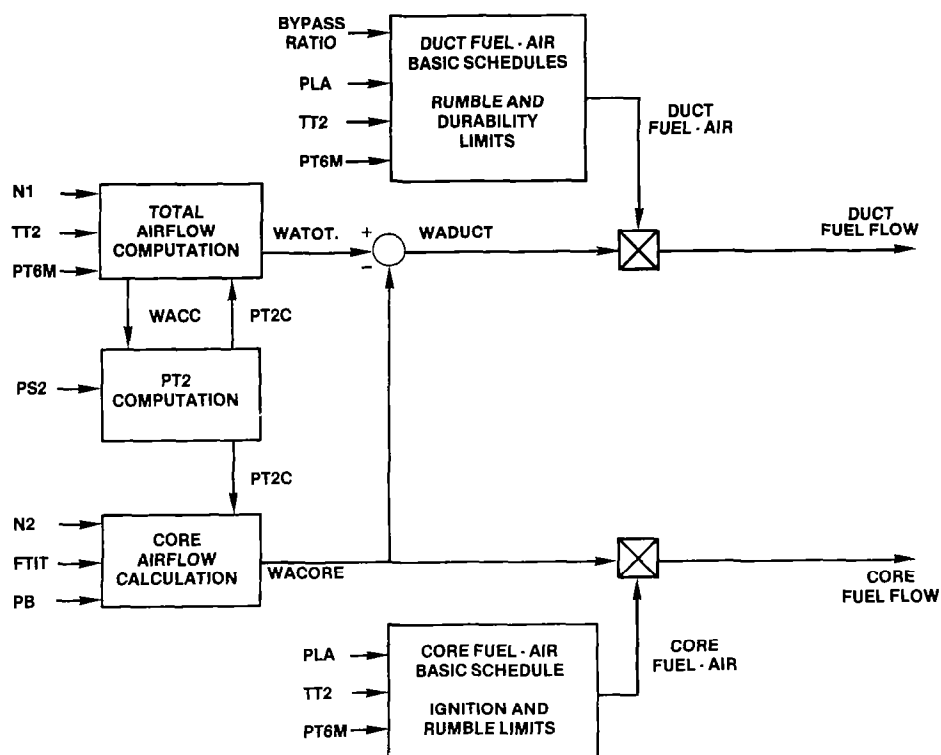 BYPASS
RATIO
PLA
TT2
PT6M
DUCT FUEL - AIR
BASIC SCHEDULES
RUMBLE AND
DURABILITY
LIMITS
DUCT
FUEL - AIR
N1
TT2
PT6M
TOTAL
AIRFLOW
COMPUTATION
WATOT.
+
−
WADUCT
DUCT
FUEL FLOW
WACC
PT2C
PS2
PT2
COMPUTATION
PT2C
N2
FTIT
PB
CORE
AIRFLOW
CALCULATION
WACORE
CORE
FUEL FLOW
PLA
TT2
PT6M
CORE FUEL - AIR
BASIC SCHEDULE
IGNITION AND
RUMBLE LIMITS
CORE
FUEL - AIR